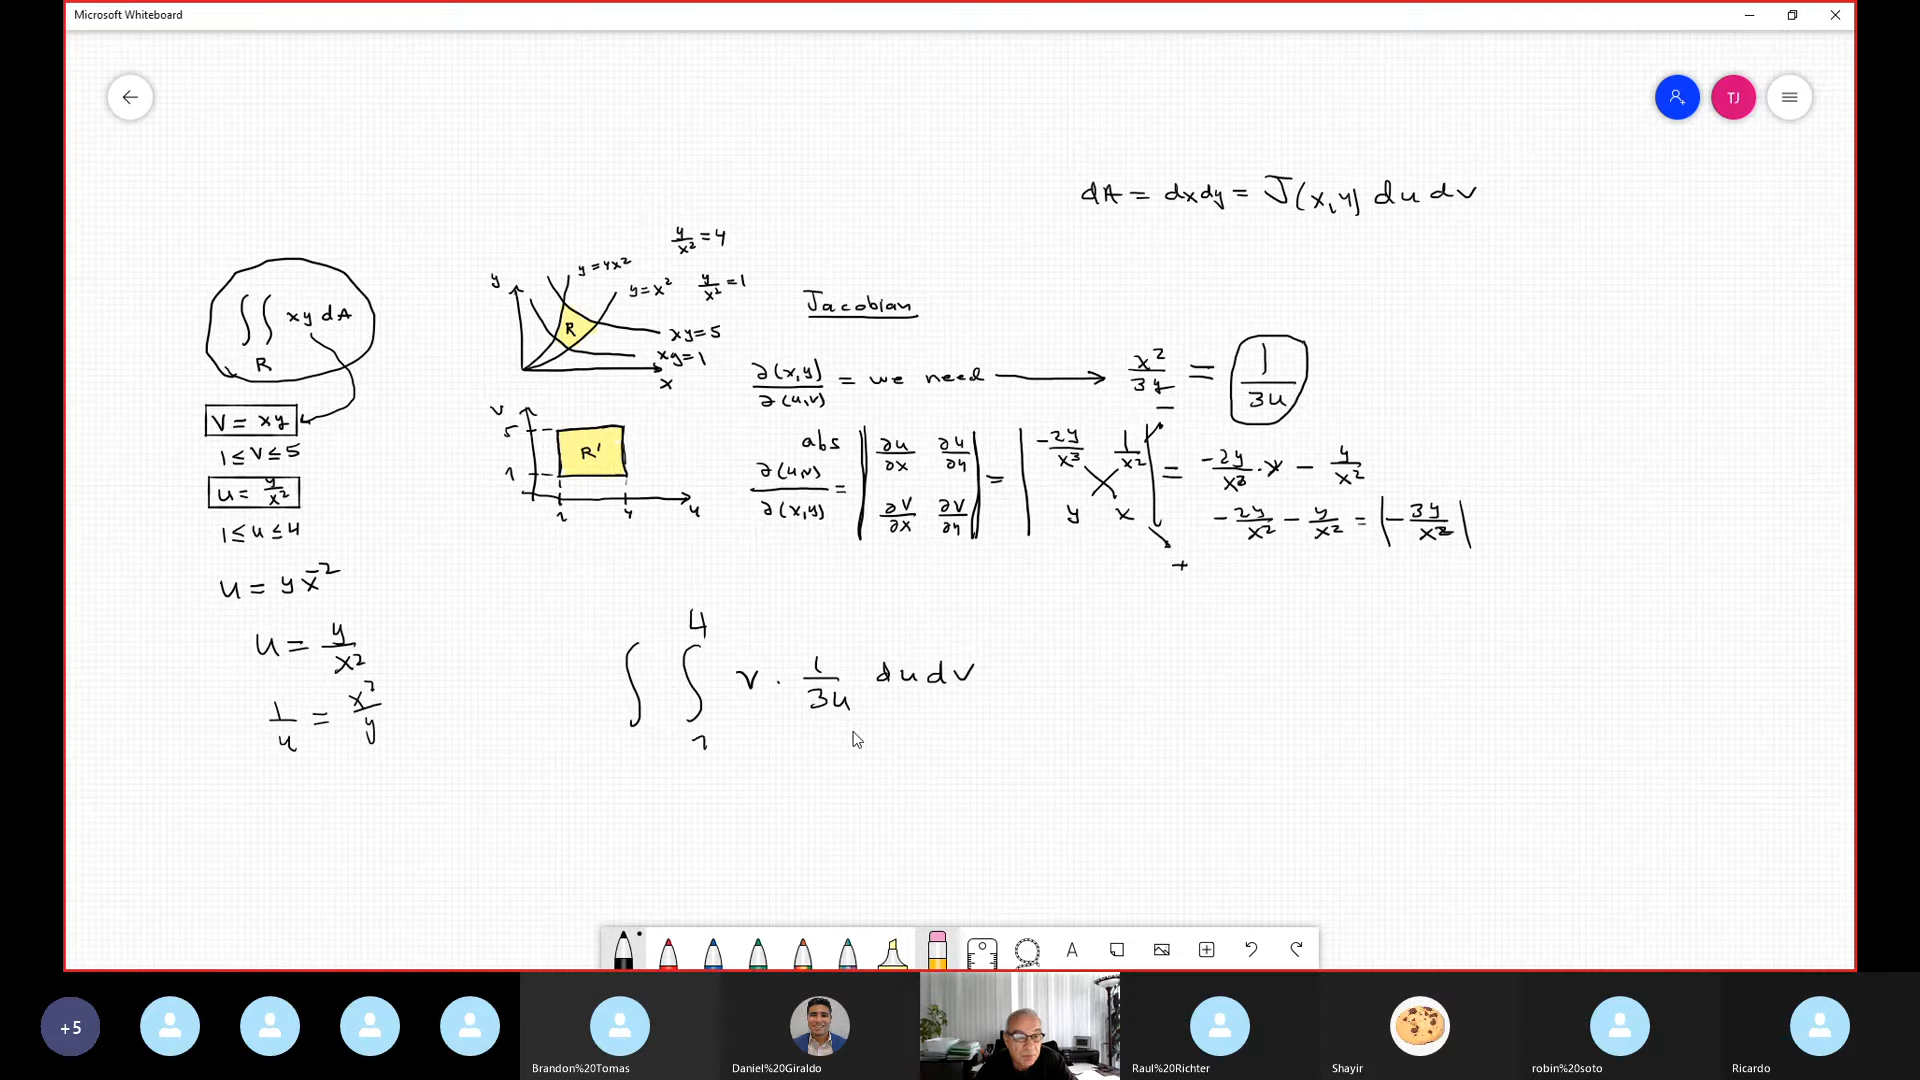 Microsoft Whiteboard
TJ
dA = dxdy = J(x,y) du dv
∫∫ xy dA
R
V = xy
1 ≤ V ≤ 5
u = y/x²
1 ≤ u ≤ 4
u = y x⁻²
u = y/x²
1/u = x²/y
y/x² = 4
y = 4x²
y = x²
y/x² = 1
xy = 5
xy = 1
y
R
x
v
5
1
R'
1
4
u
Jacobian
∂(x,y)/∂(u,v) = we need → x²/3y = 1/3u
abs
∂(u,v)/∂(x,y) = | ∂u/∂x ∂u/∂y | = | -2y/x³ 1/x² | = -2y/x³ · x - y/x²
| ∂v/∂x ∂v/∂y | | y x |
- 2y/x² - y/x² = |- 3y/x²|
-
+
∫ ∫₁⁴ v · 1/3u du dv
A
+5
Brandon%20Tomas
Daniel%20Giraldo
Raul%20Richter
Shayir
robin%20soto
Ricardo